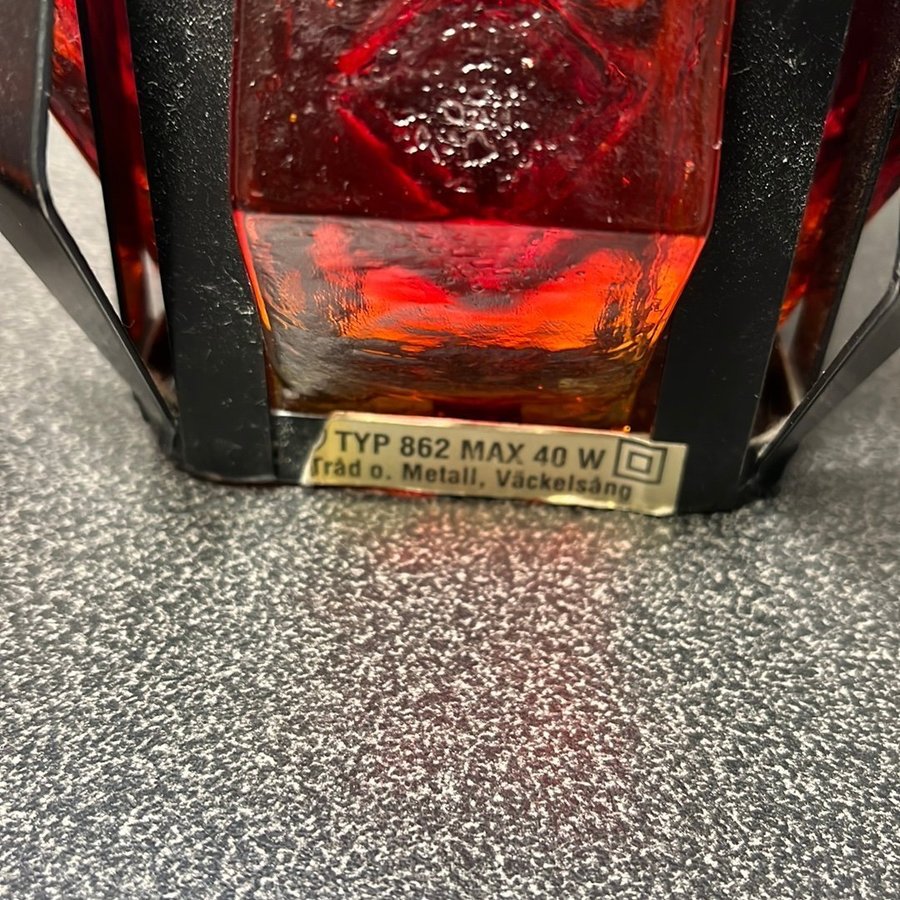 TYP 862 MAX 40 W
Tråd o. Metall, Väckelsång